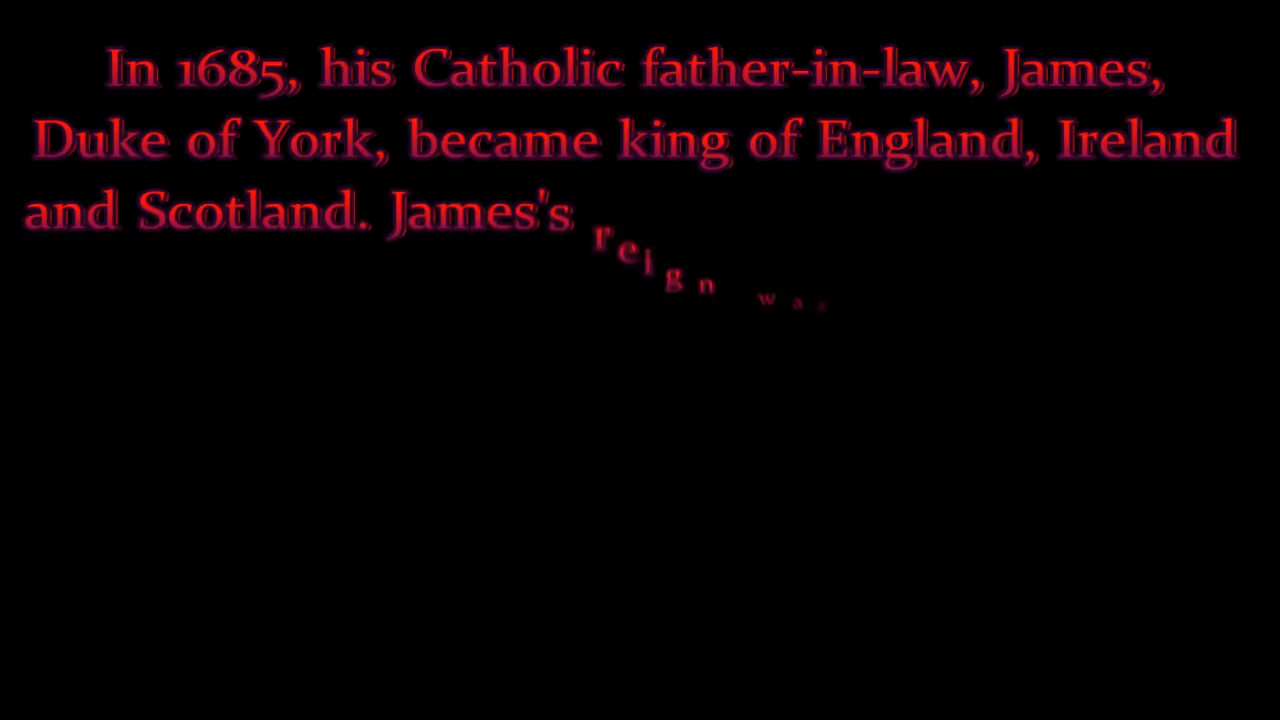 In 1685, his Catholic father-in-law, James,
Duke of York, became king of England, Ireland
and Scotland. James's reign was